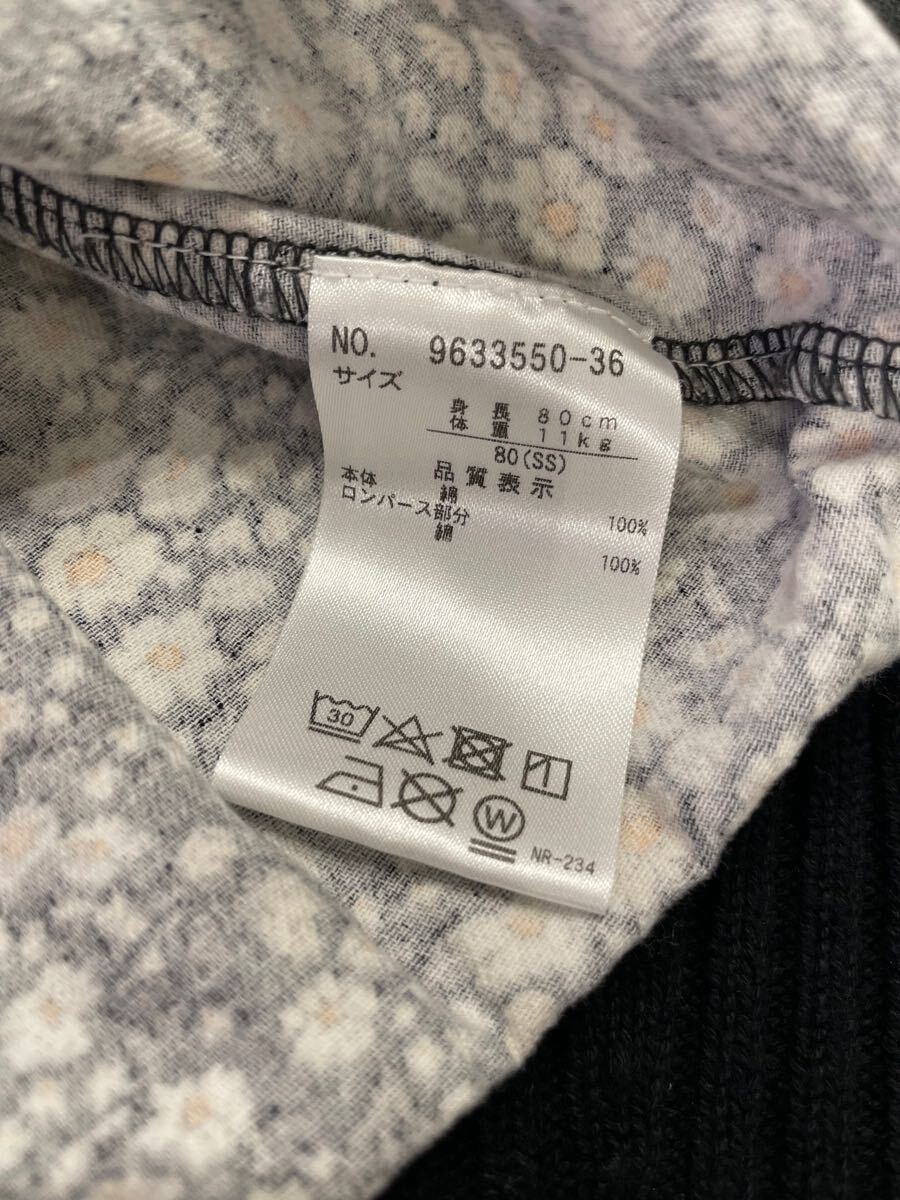 NO. 9633550-36
サイズ
身長 80cm
体重 11kg
80(SS)
品質表示
本体
綿 100%
ロンパース部分
綿 100%
30
W
NR-234